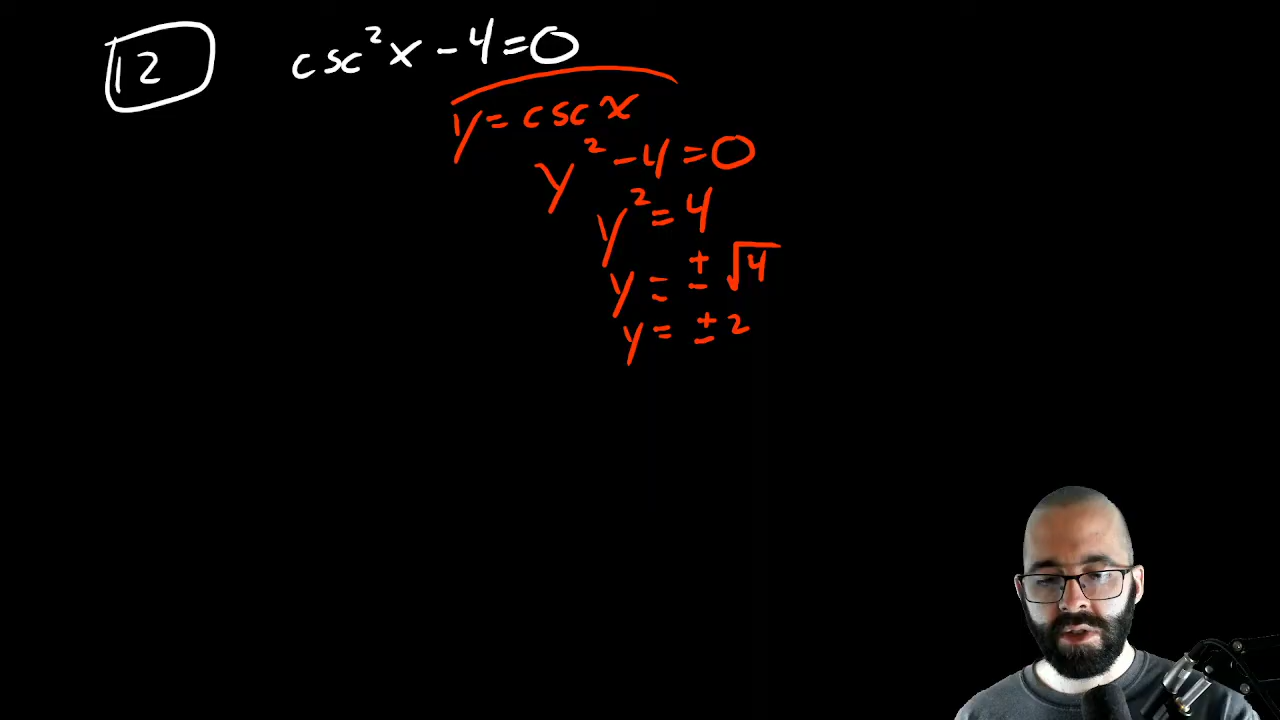 12 csc²x - 4 = 0
y = csc x
y² - 4 = 0
y² = 4
y = ± √4
y = ± 2